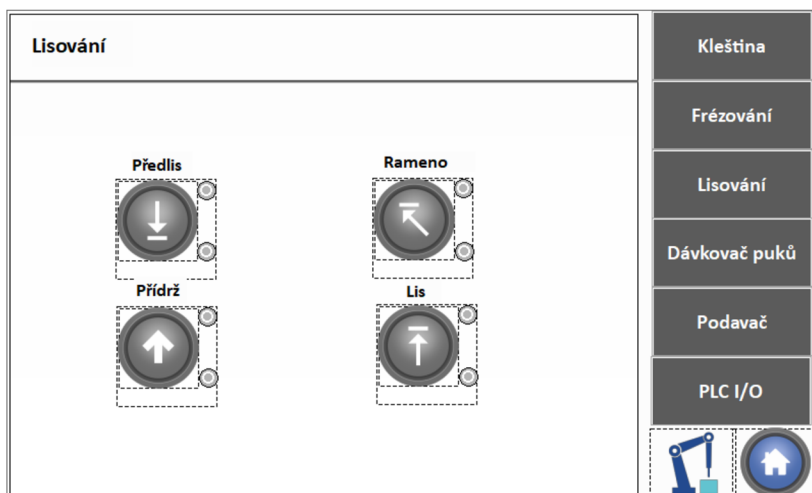 Lisování
Předlis
Rameno
Přídrž
Lis
Kleština
Frézování
Lisování
Dávkovač puků
Podavač
PLC I/O